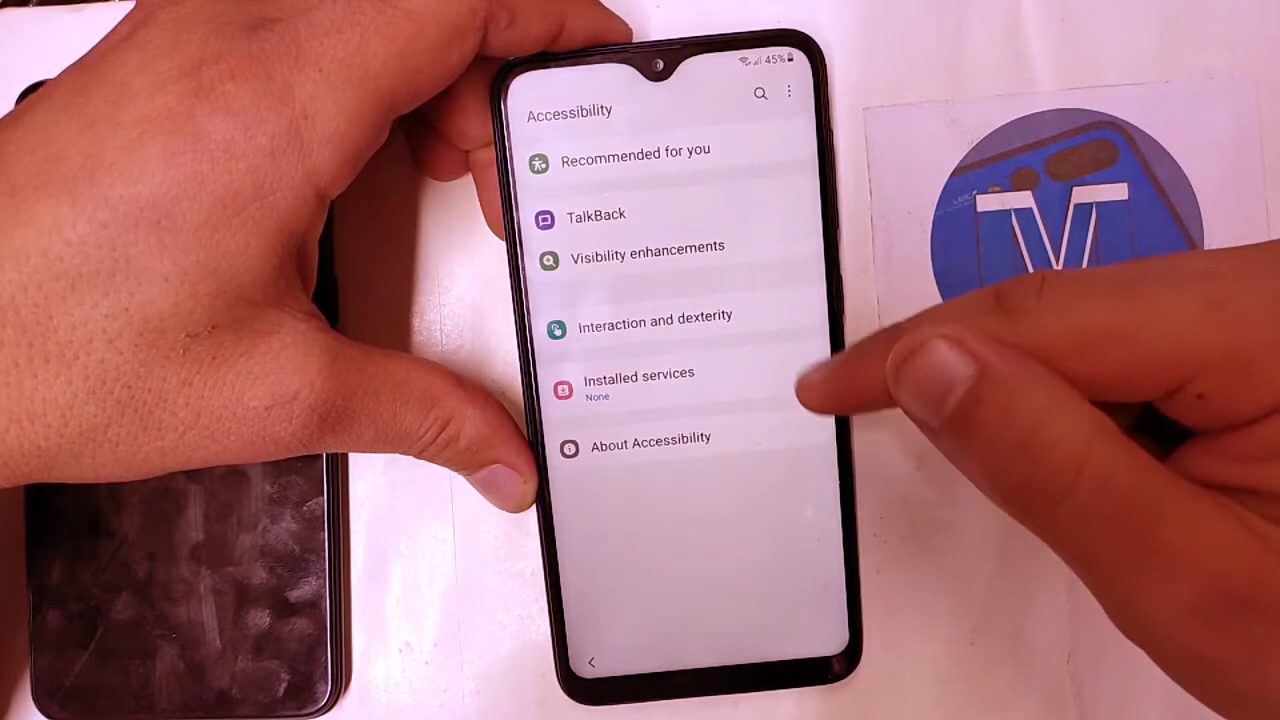 45%
Accessibility
Recommended for you
TalkBack
Visibility enhancements
Interaction and dexterity
Installed services
None
About Accessibility
V